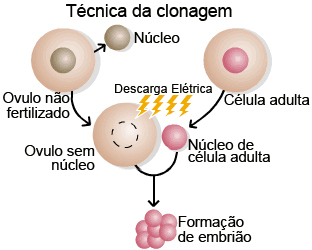 Técnica da clonagem
Núcleo
Ovulo não
fertilizado
Descarga Elétrica
Célula adulta
Ovulo sem
núcleo
Núcleo de
célula adulta
Formação
de embrião